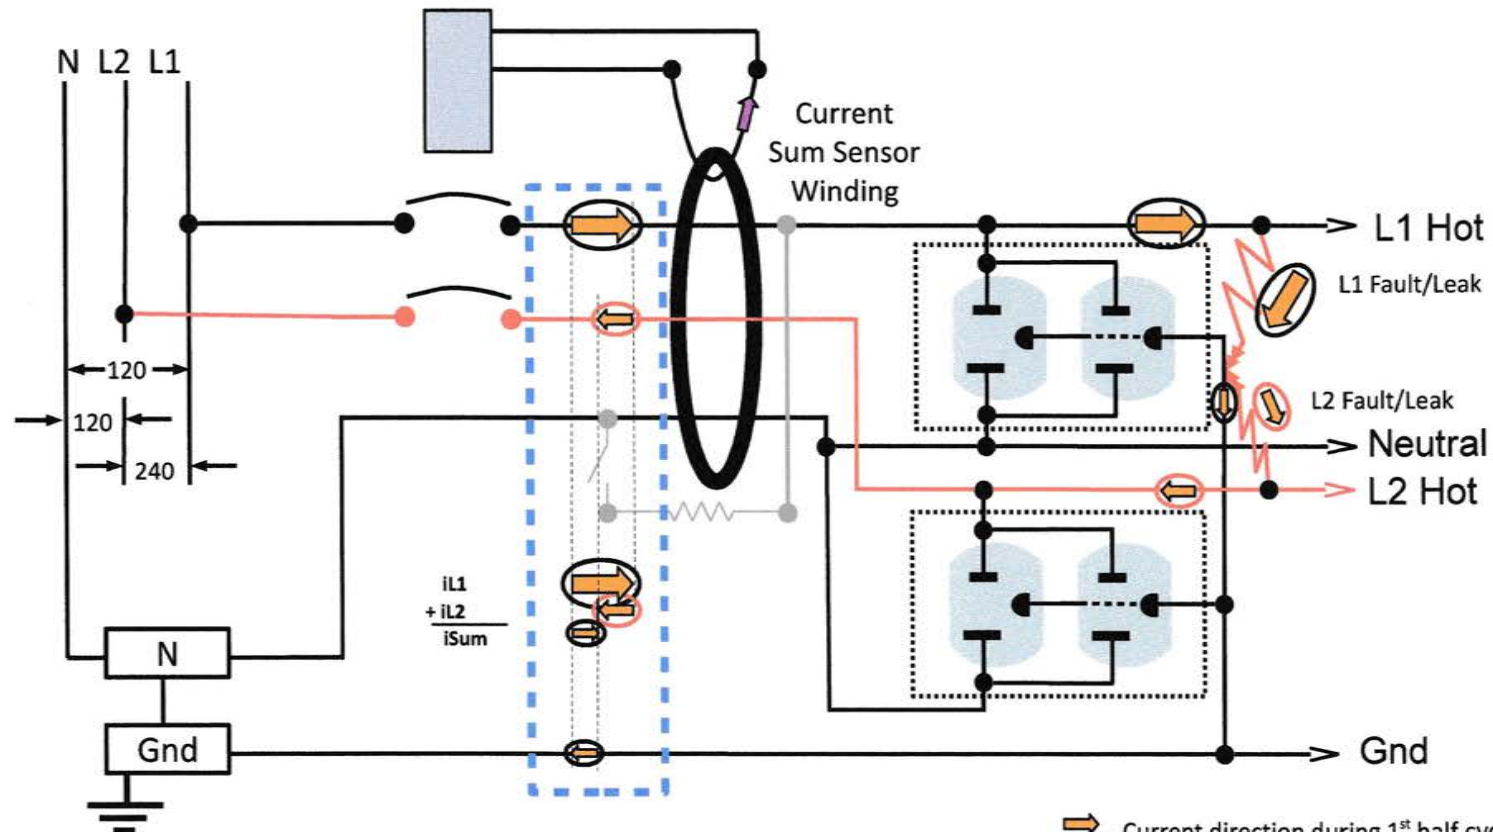 N L2 L1
Current
Sum Sensor
Winding
L1 Hot
L1 Fault/Leak
120
L2 Fault/Leak
120
Neutral
240
L2 Hot
iL1
+ iL2
iSum
N
Gnd
Gnd
Current direction during 1st half cy